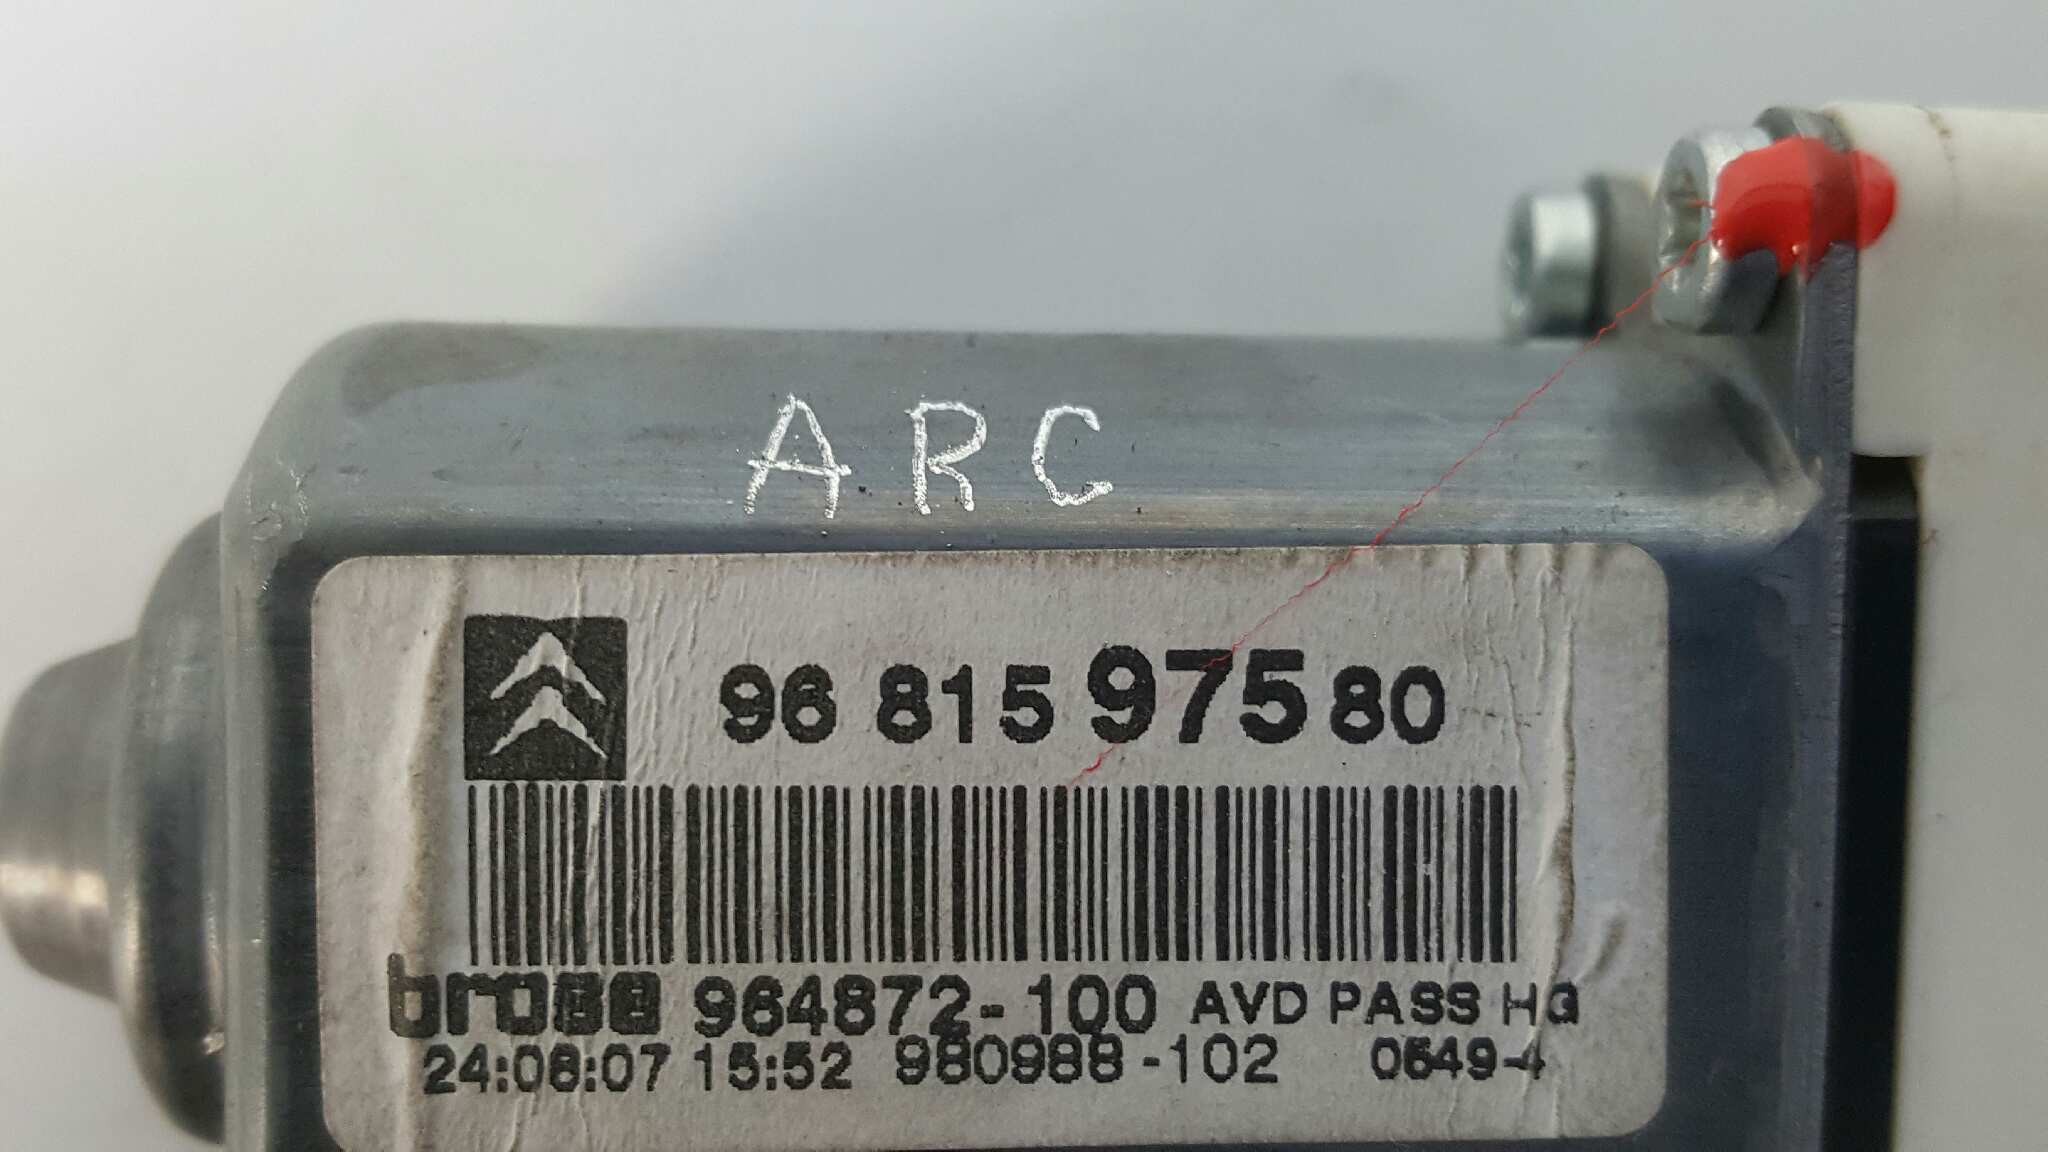 ARC
96 815 975 80
brose 964872-100 AVD PASS HG
24:08:07 15:52 980988-102 0649-4